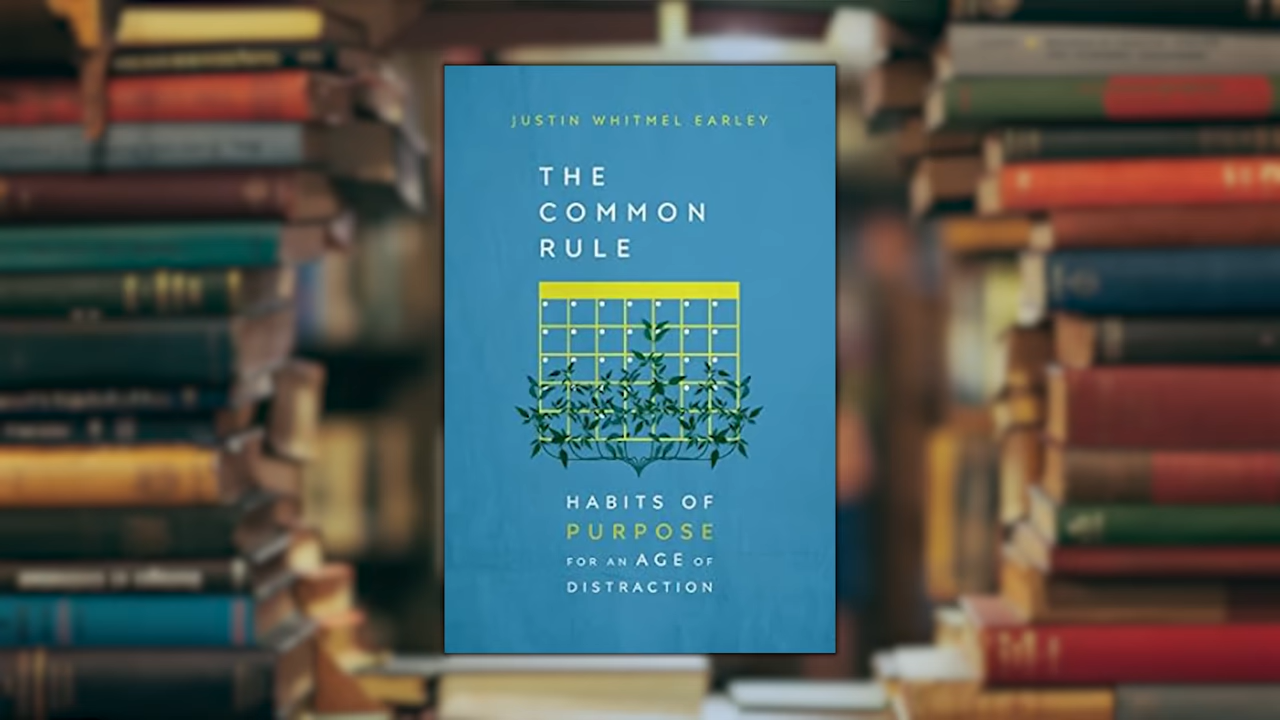 JUSTIN WHITMEL EARLEY
THE
COMMON
RULE
HABITS OF
PURPOSE
FOR AN AGE OF
DISTRACTION